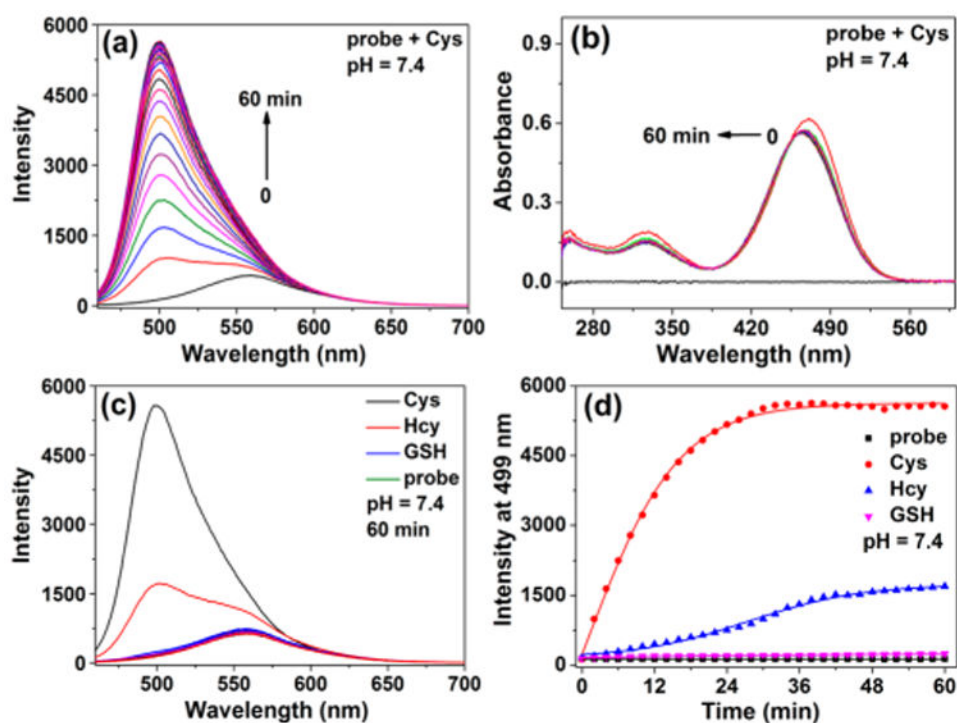 (a)
probe + Cys
pH = 7.4
60 min
0
6000
4500
3000
1500
0
500
550
600
650
700
Wavelength (nm)
Intensity
(b)
probe + Cys
pH = 7.4
60 min
0
0.9
0.6
0.3
0.0
280
350
420
490
560
Wavelength (nm)
Absorbance
(c)
Cys
Hcy
GSH
probe
pH = 7.4
60 min
6000
4500
3000
1500
0
500
550
600
650
700
Wavelength (nm)
Intensity
(d)
probe
Cys
Hcy
GSH
pH = 7.4
6000
4500
3000
1500
0
0
12
24
36
48
60
Time (min)
Intensity at 499 nm